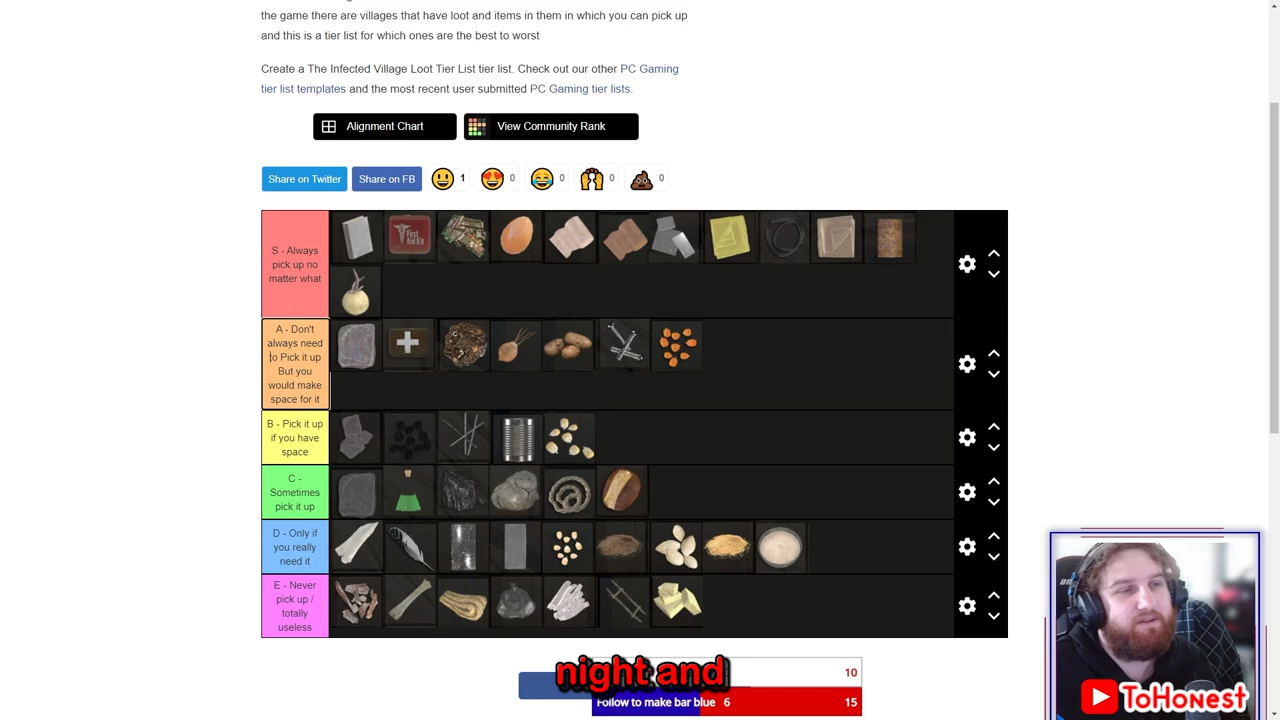 the game there are villages that have loot and items in them in which you can pick up
and this is a tier list for which ones are the best to worst
Create a The Infected Village Loot Tier List tier list. Check out our other PC Gaming
tier list templates and the most recent user submitted PC Gaming tier lists.
Alignment Chart
View Community Rank
Share on Twitter
Share on FB
1
0
0
0
0
S - Always
pick up no
matter what
First
Aid Kit
A - Don't
always need
to Pick it up
But you
would make
space for it
B - Pick it up
if you have
space
C -
Sometimes
pick it up
D - Only if
you really
need it
E - Never
pick up /
totally
useless
night and
10
Follow to make bar blue 6 15
ToHonest